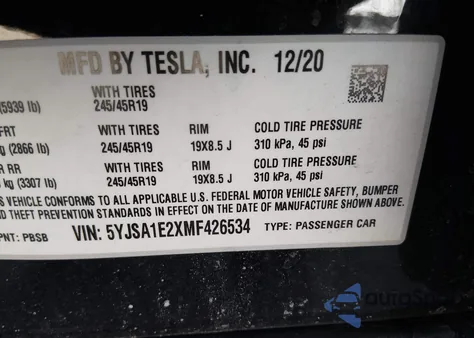 MFD BY TESLA, INC. 12/20
(5939 lb) WITH TIRES 245/45R19
FRT WITH TIRES RIM COLD TIRE PRESSURE
(2866 lb) 245/45R19 19X8.5 J 310 kPa, 45 psi
RR WITH TIRES RIM COLD TIRE PRESSURE
kg (3307 lb) 245/45R19 19X8.5 J 310 kPa, 45 psi
VEHICLE CONFORMS TO ALL APPLICABLE U.S. FEDERAL MOTOR VEHICLE SAFETY, BUMPER
THEFT PREVENTION STANDARDS IN EFFECT ON THE DATE OF MANUFACTURE SHOWN ABOVE.
PNT: PBSB VIN: 5YJSA1E2XMF426534 TYPE: PASSENGER CAR